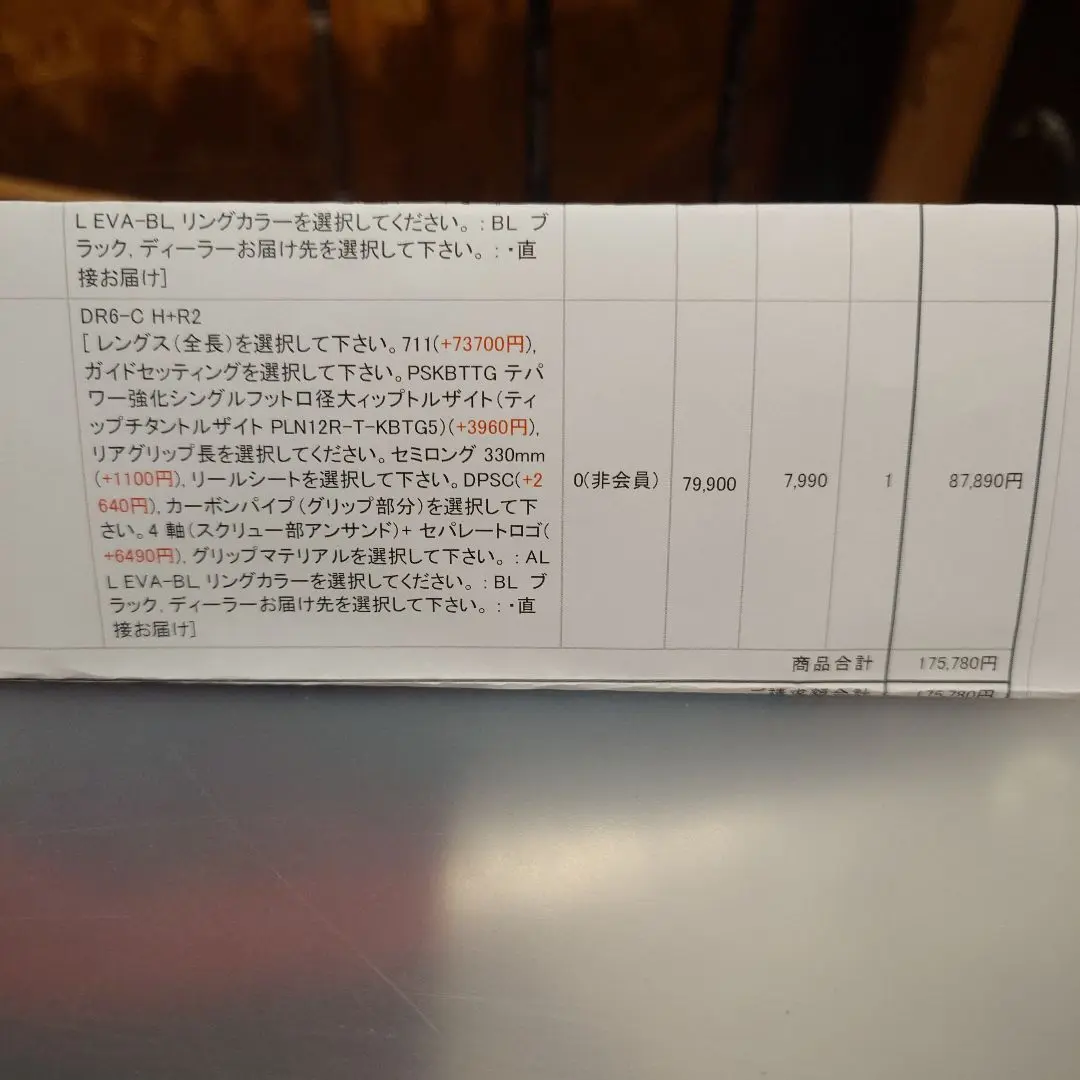 L EVA-BL, リングカラーを選択してください。 : BL ブ
ラック, ディーラーお届け先を選択して下さい。 : ・直
接お届け]
DR6-C H+R2
[ レングス(全長)を選択して下さい。711(+73700円),
ガイドセッティングを選択して下さい。PSKBTTG テパ
ワー強化シングルフット口径大ィップトルザイト(ティ
ップチタントルザイト PLN12R-T-KBTG5)(+3960円),
リアグリップ長を選択してください。セミロング 330mm
(+1100円), リールシートを選択して下さい。DPSC(+2
640円), カーボンパイプ(グリップ部分)を選択して下
さい。4 軸(スクリュー部アンサンド)+ セパレートロゴ(
+6490円), グリップマテリアルを選択して下さい。 : AL
L EVA-BL, リングカラーを選択してください。 : BL ブ
ラック, ディーラーお届け先を選択して下さい。 : ・直
接お届け]
0(非会員) 79,900 7,990 1 87,890円
商品合計 175,780円
ご請求額合計 175,780円